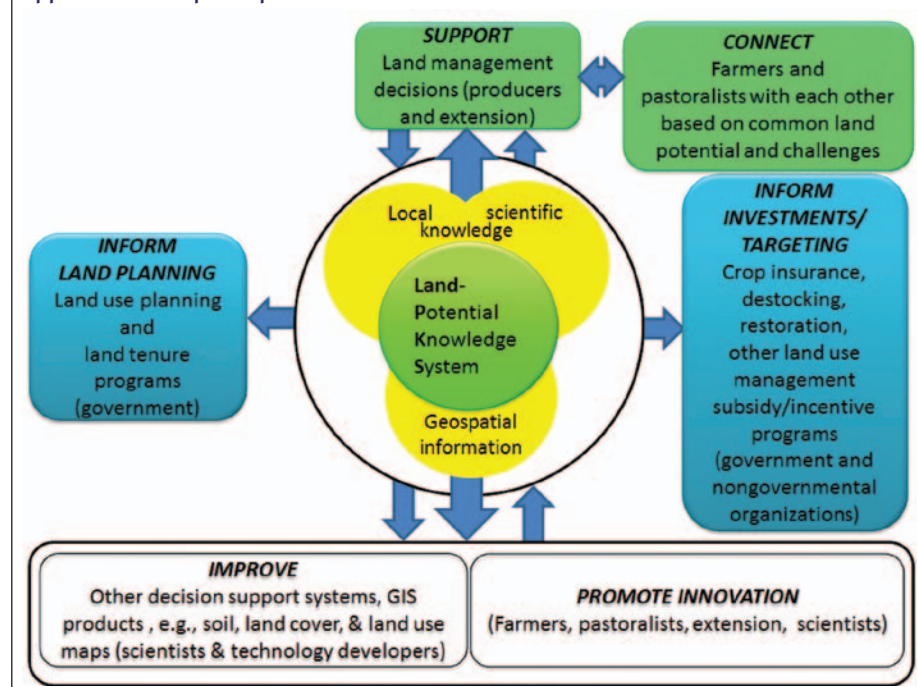 SUPPORT
Land management
decisions (producers
and extension)
CONNECT
Farmers and
pastoralists with each other
based on common land
potential and challenges
INFORM
LAND PLANNING
Land use planning
and
land tenure
programs
(government)
Local scientific
knowledge
Land-
Potential
Knowledge
System
Geospatial
information
INFORM
INVESTMENTS/
TARGETING
Crop insurance,
destocking,
restoration,
other land use
management
subsidy/incentive
programs
(government and
nongovernmental
organizations)
IMPROVE
Other decision support systems, GIS
products , e.g., soil, land cover, & land use
maps (scientists & technology developers)
PROMOTE INNOVATION
(Farmers, pastoralists, extension, scientists)